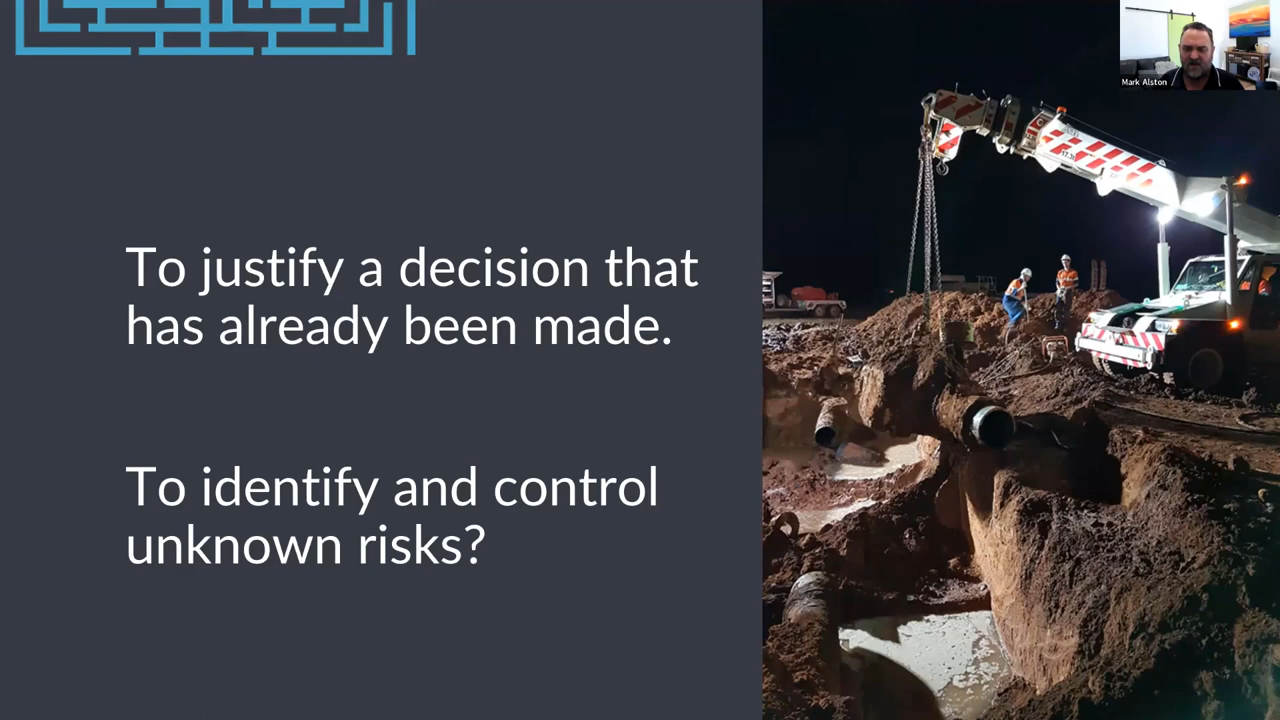 Mark Alston
To justify a decision that
has already been made.
To identify and control
unknown risks?